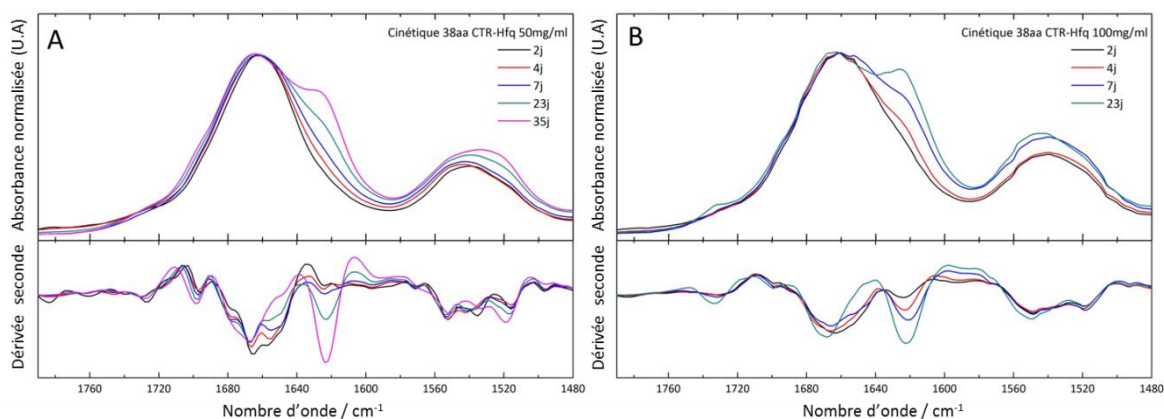 A
Cinétique 38aa CTR-Hfq 50mg/ml
2j
4j
7j
23j
35j
Absorbance normalisée (U.A)
Dérivée seconde
1760 1720 1680 1640 1600 1560 1520 1480
Nombre d'onde / cm-1
B
Cinétique 38aa CTR-Hfq 100mg/ml
2j
4j
7j
23j
Absorbance normalisée (U.A)
Dérivée seconde
1760 1720 1680 1640 1600 1560 1520 1480
Nombre d'onde / cm-1